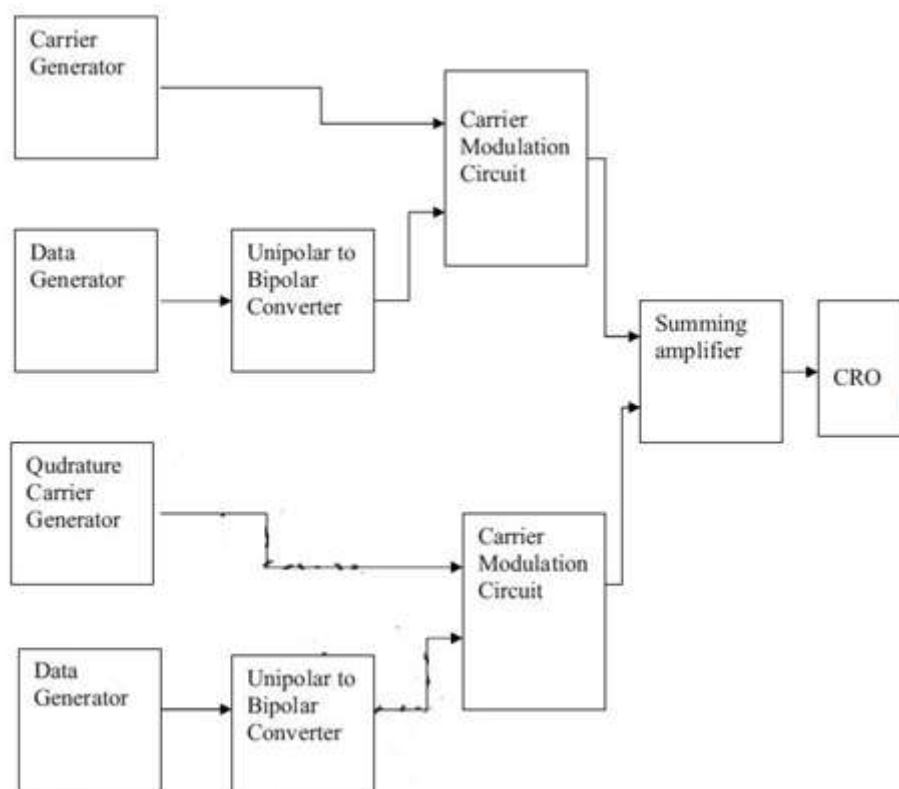 Carrier
Generator
Carrier
Modulation
Circuit
Data
Generator
Unipolar to
Bipolar
Converter
Summing
amplifier
CRO
Qudrature
Carrier
Generator
Carrier
Modulation
Circuit
Data
Generator
Unipolar to
Bipolar
Converter